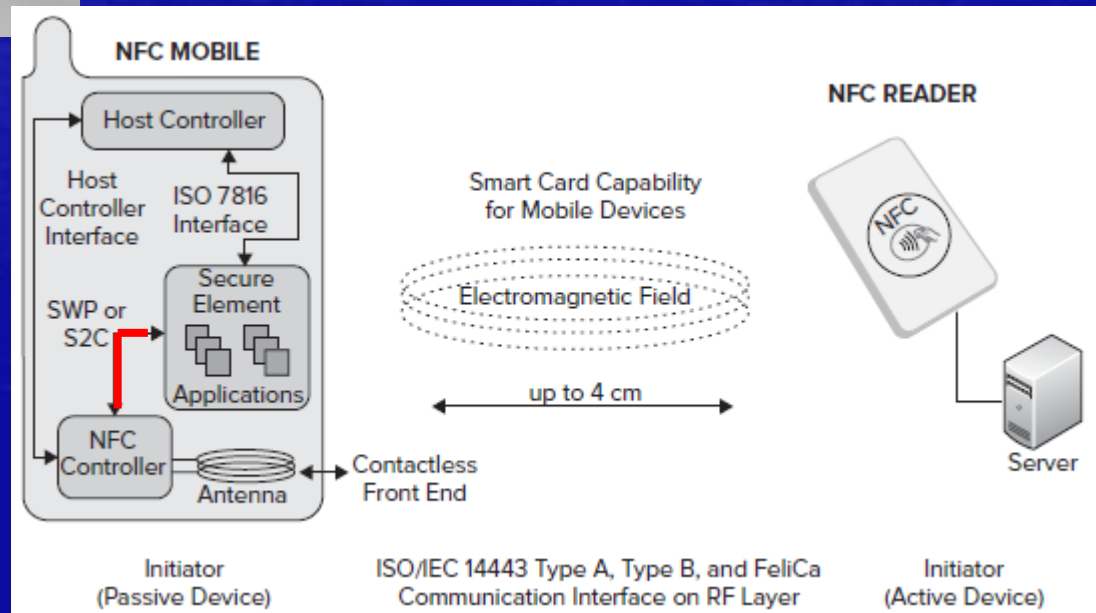 NFC MOBILE
Host Controller
Host
Controller
Interface
ISO 7816
Interface
Secure
Element
Applications
SWP or
S2C
NFC
Controller
Antenna
Contactless
Front End
Initiator
(Passive Device)
Smart Card Capability
for Mobile Devices
Electromagnetic Field
up to 4 cm
ISO/IEC 14443 Type A, Type B, and FeliCa
Communication Interface on RF Layer
NFC READER
NFC
Server
Initiator
(Active Device)